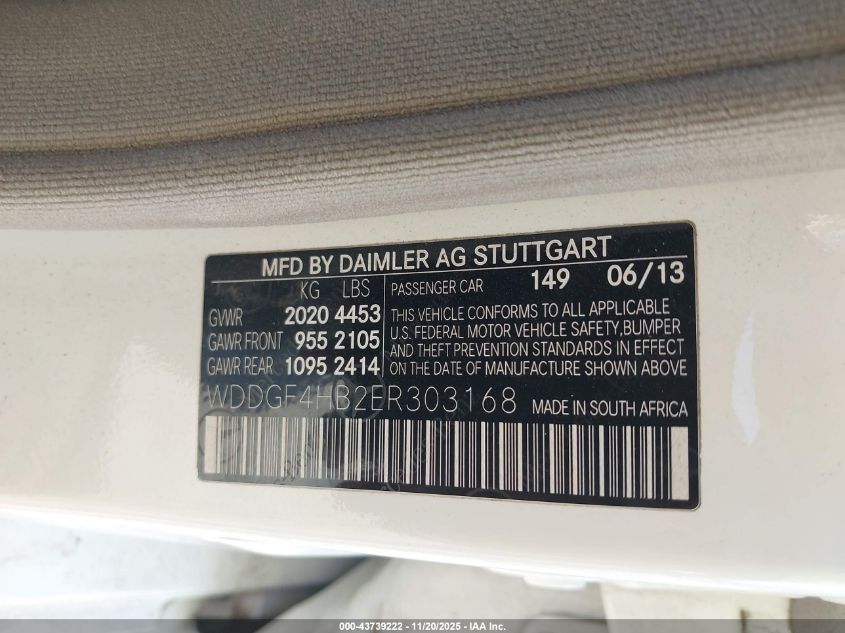 MFD BY DAIMLER AG STUTTGART
KG LBS
GVWR 2020 4453
GAWR FRONT 955 2105
GAWR REAR 1095 2414
PASSENGER CAR 149 06/13
THIS VEHICLE CONFORMS TO ALL APPLICABLE
U.S. FEDERAL MOTOR VEHICLE SAFETY,BUMPER
AND THEFT PREVENTION STANDARDS IN EFFECT
ON THE DATE OF MANUFACTURE SHOWN ABOVE
WDDGF4HB2ER303168 MADE IN SOUTH AFRICA
000-43739222 - 11/20/2025 - IAA Inc.